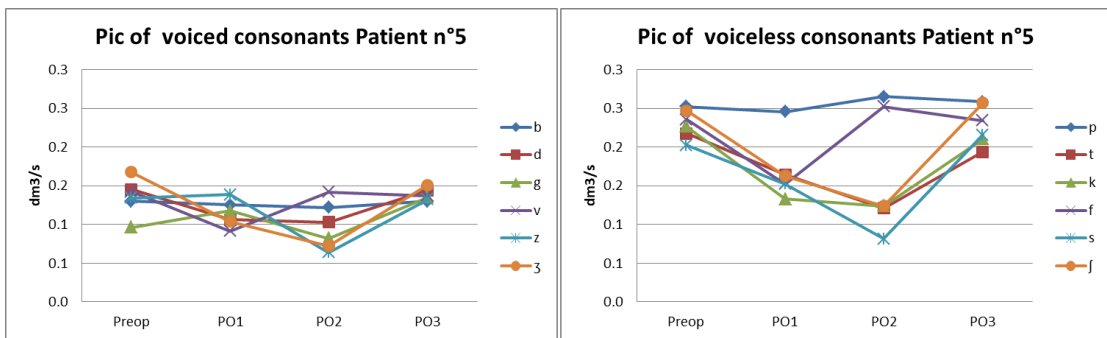 Pic of voiced consonants Patient n°5
dm3/s
0.3
0.3
0.2
0.2
0.1
0.1
0.0
Preop PO1 PO2 PO3
b
d
g
v
z
ʒ
Pic of voiceless consonants Patient n°5
dm3/s
0.3
0.3
0.2
0.2
0.1
0.1
0.0
Preop PO1 PO2 PO3
p
t
k
f
s
ʃ